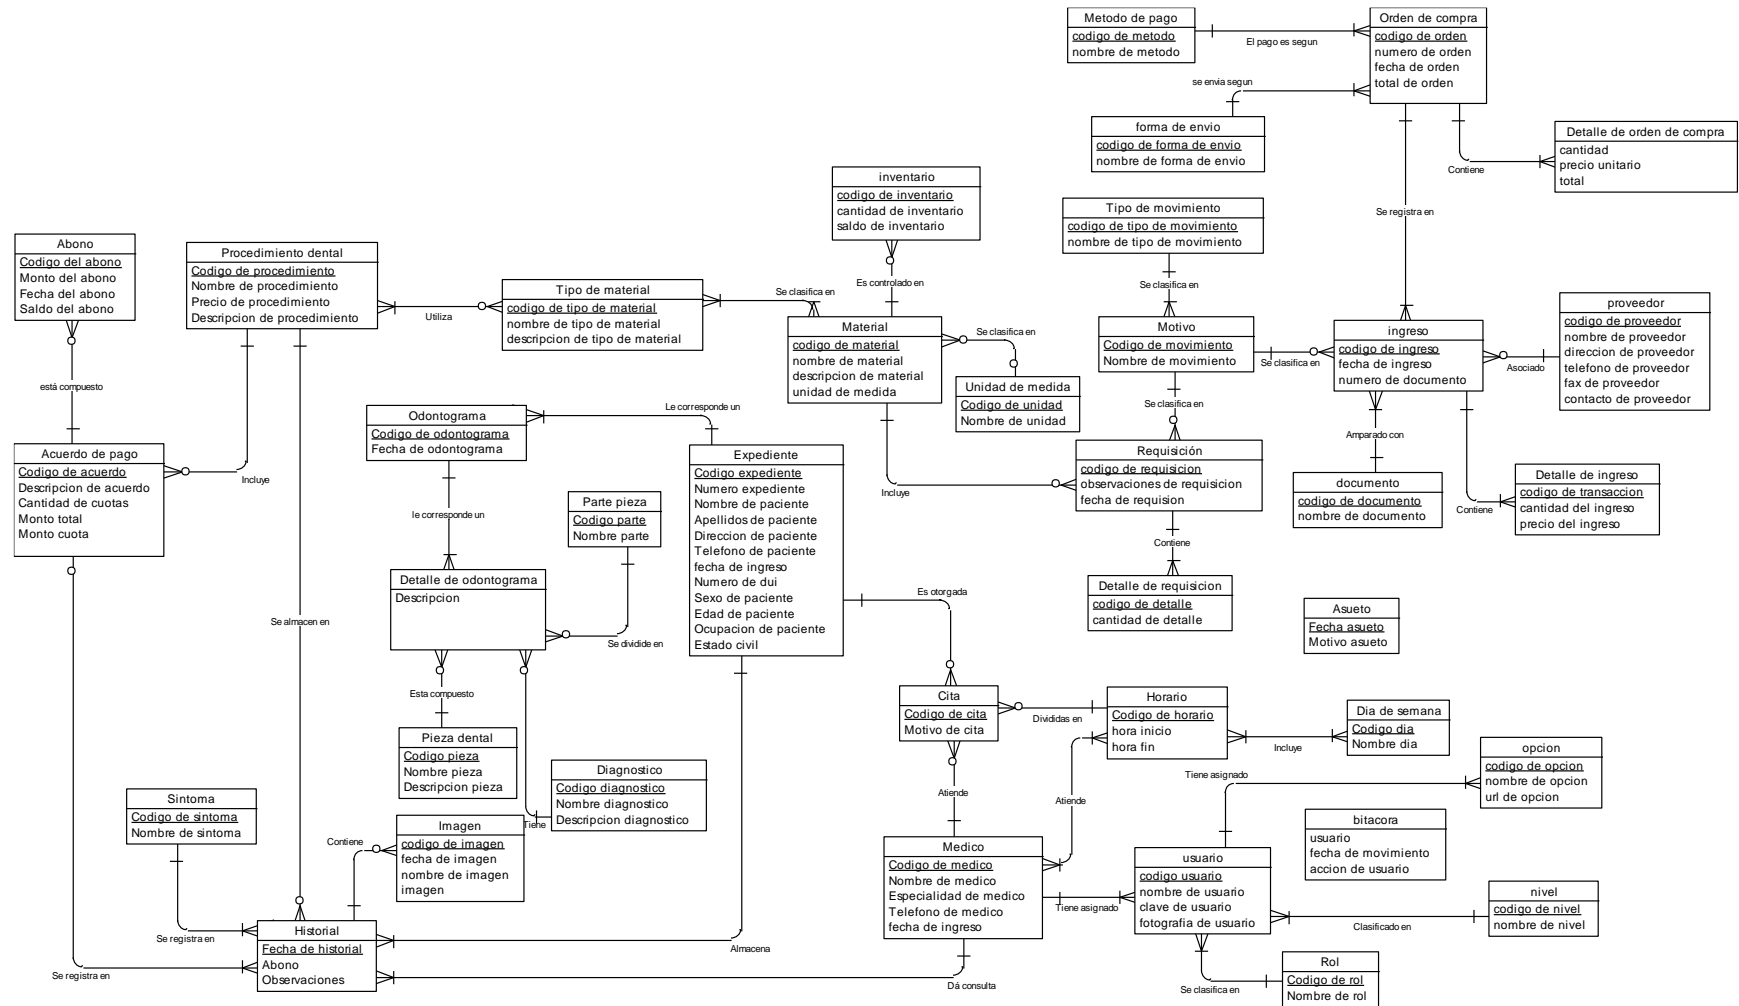 Metodo de pago
codigo de metodo
nombre de metodo
El pago es segun
Orden de compra
codigo de orden
numero de orden
fecha de orden
total de orden
se envia segun
forma de envio
codigo de forma de envio
nombre de forma de envio
Detalle de orden de compra
cantidad
precio unitario
total
Contiene
Se registra en
inventario
codigo de inventario
cantidad de inventario
saldo de inventario
Es controlado en
Tipo de movimiento
codigo de tipo de movimiento
nombre de tipo de movimiento
Se clasifica en
Abono
Codigo del abono
Monto del abono
Fecha del abono
Saldo del abono
está compuesto
Procedimiento dental
Codigo de procedimiento
Nombre de procedimiento
Precio de procedimiento
Descripcion de procedimiento
Utiliza
Tipo de material
codigo de tipo de material
nombre de tipo de material
descripcion de tipo de material
Se clasifica en
Material
codigo de material
nombre de material
descripcion de material
unidad de medida
Se clasifica en
Unidad de medida
Codigo de unidad
Nombre de unidad
Motivo
Codigo de movimiento
Nombre de movimiento
Se clasifica en
Se clasifica en
ingreso
codigo de ingreso
fecha de ingreso
numero de documento
Asociado
proveedor
codigo de proveedor
nombre de proveedor
direccion de proveedor
telefono de proveedor
fax de proveedor
contacto de proveedor
Amparado con
documento
codigo de documento
nombre de documento
Contiene
Detalle de ingreso
codigo de transaccion
cantidad del ingreso
precio del ingreso
Acuerdo de pago
Codigo de acuerdo
Descripcion de acuerdo
Cantidad de cuotas
Monto total
Monto cuota
Incluye
Odontograma
Codigo de odontograma
Fecha de odontograma
Le corresponde un
le corresponde un
Expediente
Codigo expediente
Numero expediente
Nombre de paciente
Apellidos de paciente
Direccion de paciente
Telefono de paciente
fecha de ingreso
Numero de dui
Sexo de paciente
Edad de paciente
Ocupacion de paciente
Estado civil
Incluye
Requisición
codigo de requisicion
observaciones de requisicion
fecha de requision
Contiene
Detalle de requisicion
codigo de detalle
cantidad de detalle
Parte pieza
Codigo parte
Nombre parte
Detalle de odontograma
Descripcion
Se dividide en
Se almacen en
Es otorgada
Asueto
Fecha asueto
Motivo asueto
Esta compuesto
Pieza dental
Codigo pieza
Nombre pieza
Descripcion pieza
Tiene
Diagnostico
Codigo diagnostico
Nombre diagnostico
Descripcion diagnostico
Cita
Codigo de cita
Motivo de cita
Divididas en
Horario
Codigo de horario
hora inicio
hora fin
Incluye
Dia de semana
Codigo dia
Nombre dia
Tiene asignado
opcion
codigo de opcion
nombre de opcion
url de opcion
Atiende
Atiende
Sintoma
Codigo de sintoma
Nombre de sintoma
Contiene
Imagen
codigo de imagen
fecha de imagen
nombre de imagen
imagen
Medico
Codigo de medico
Nombre de medico
Especialidad de medico
Telefono de medico
fecha de ingreso
Tiene asignado
usuario
codigo usuario
nombre de usuario
clave de usuario
fotografia de usuario
bitacora
usuario
fecha de movimiento
accion de usuario
nivel
codigo de nivel
nombre de nivel
Clasificado en
Se registra en
Se registra en
Historial
Fecha de historial
Abono
Observaciones
Almacena
Dá consulta
Se clasifica en
Rol
Codigo de rol
Nombre de rol